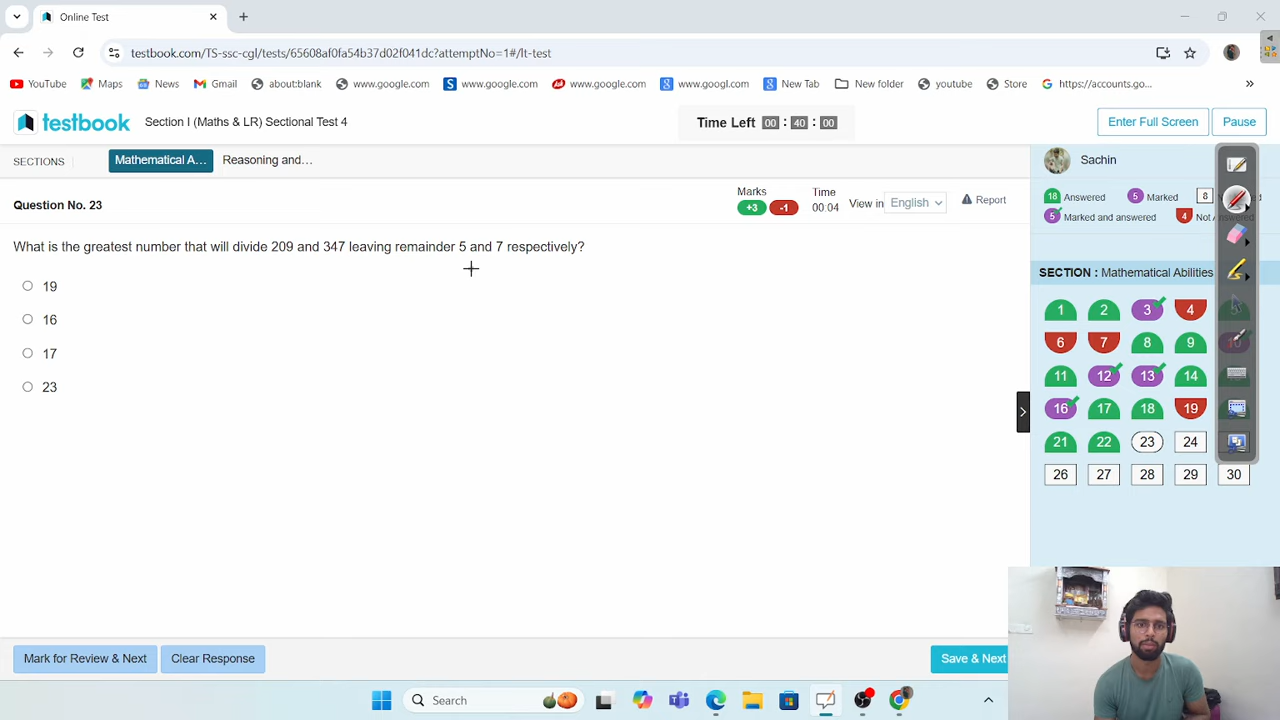 Online Test
testbook.com/TS-ssc-cgl/tests/65608af0fa54b37d02f041dc?attemptNo=1#/lt-test
YouTube Maps News Gmail about:blank www.google.com www.google.com www.google.com www.googl.com New Tab New folder youtube Store https://accounts.go... »
testbook Section I (Maths & LR) Sectional Test 4 Time Left 00 : 40 : 00 Enter Full Screen Pause
SECTIONS Mathematical A... Reasoning and... Sachin
Question No. 23 Marks +3 -1 Time 00:04 View in English Report
18 Answered 5 Marked 8
5 Marked and answered 4
What is the greatest number that will divide 209 and 347 leaving remainder 5 and 7 respectively?
19
16
17
23
SECTION : Mathematical Abilities
1 2 3 4
6 7 8 9 10
11 12 13 14
16 17 18 19
21 22 23 24
26 27 28 29 30
Mark for Review & Next Clear Response Save & Next
Search